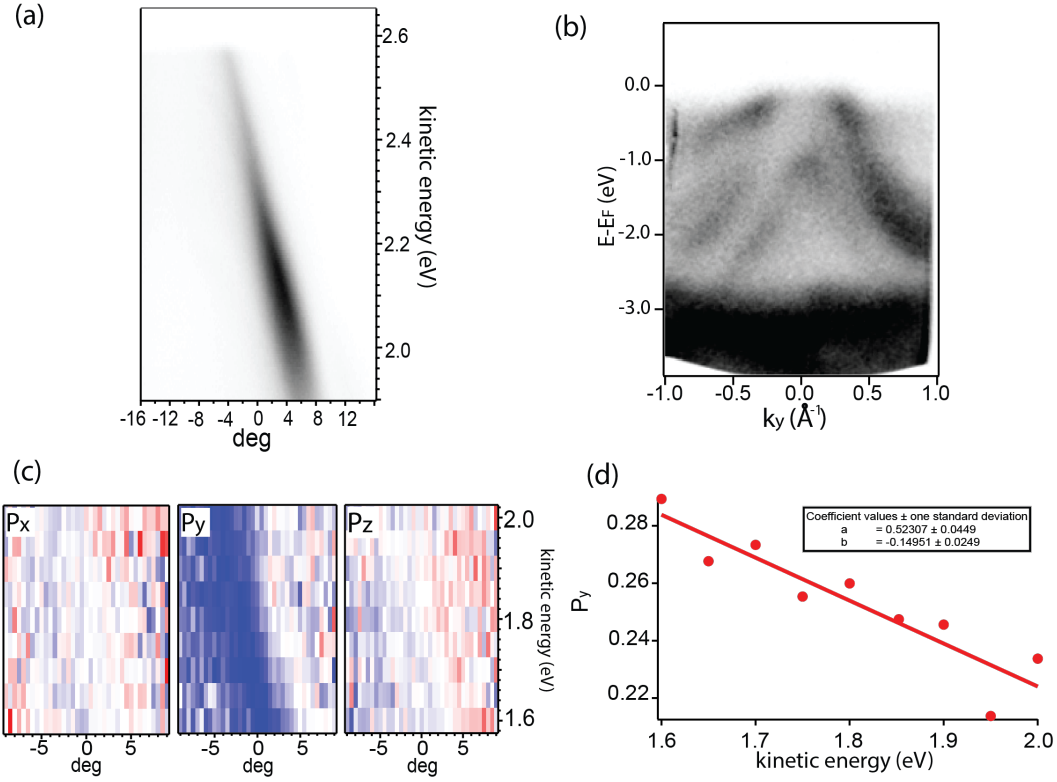 (a)
2.6
2.4
2.2
2.0
kinetic energy (eV)
-16 -12 -8 -4 0 4 8 12
deg
(b)
0.0
-1.0
-2.0
-3.0
E-EF (eV)
-1.0 -0.5 0.0 0.5 1.0
ky (Å-1)
(c)
Px
Py
Pz
2.0
1.8
1.6
kinetic energy (eV)
-5 0 5
-5 0 5
-5 0 5
deg
deg
deg
(d)
0.28
0.26
0.24
0.22
Py
Coefficient values ± one standard deviation
a = 0.52307 ± 0.0449
b = -0.14951 ± 0.0249
1.6 1.7 1.8 1.9 2.0
kinetic energy (eV)